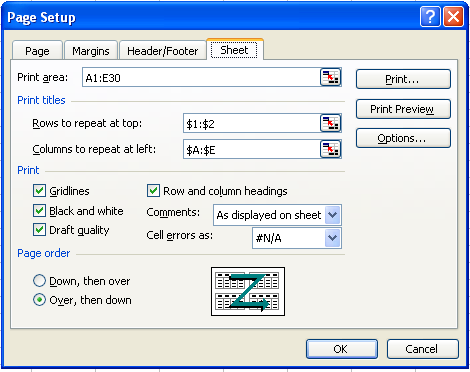 Page Setup
Page Margins Header/Footer Sheet
Print area: A1:E30 Print...
Print titles Print Preview
Rows to repeat at top: $1:$2
Columns to repeat at left: $A:$E Options...
Print
Gridlines Row and column headings
Black and white Comments: As displayed on sheet
Draft quality Cell errors as: #N/A
Page order
Down, then over
Over, then down
OK Cancel